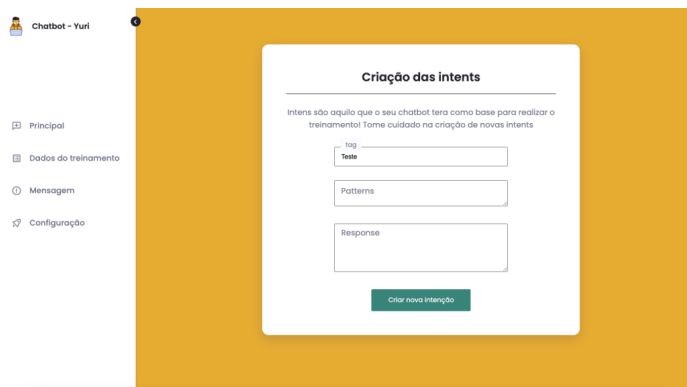 Chatbot - Yuri
Principal
Dados do treinamento
Mensagem
Configuração
Criação das intents
Intens são aquilo que o seu chatbot tera como base para realizar o
treinamento! Tome cuidado na criação de novas intents
tag
Teste
Patterns
Response
Criar nova intenção